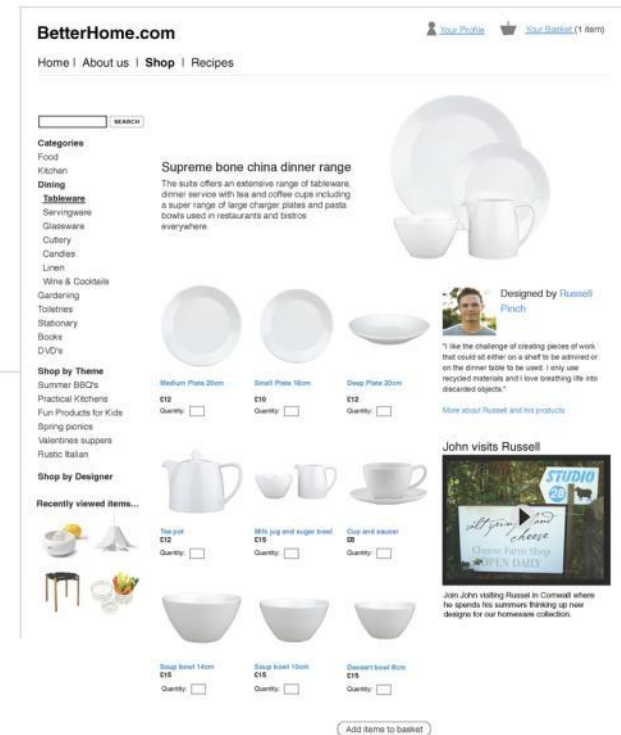 BetterHome.com
Your Profile
Your Basket (1 item)
Home | About us | Shop | Recipes
SEARCH
Categories
Food
Kitchen
Dining
Tableware
Servingware
Glassware
Cutlery
Candles
Linen
Wine & Cocktails
Gardening
Toiletries
Stationary
Books
DVD's
Shop by Theme
Summer BBQ's
Practical Kitchens
Fun Products for Kids
Spring picnics
Valentines suppers
Rustic Italian
Shop by Designer
Recently viewed items...
Supreme bone china dinner range
The suite offers an extensive range of tableware,
dinner service with tea and coffee cups including
a super range of large charger plates and pasta
bowls used in restaurants and bistros
everywhere.
Medium Plate 20cm
£12
Quantity:
Small Plate 16cm
£10
Quantity:
Deep Plate 20cm
£12
Quantity:
Tea pot
£12
Quantity:
Milk jug and suger bowl
£15
Quantity:
Cup and saucer
£8
Quantity:
Soup bowl 14cm
£15
Quantity:
Soup bowl 10cm
£15
Quantity:
Dessert bowl 8cm
£15
Quantity:
Add items to basket
Designed by Russell
Pinch
"I like the challenge of creating pieces of work
that could sit either on a shelf to be admired or
on the dinner table to be used. I only use
recycled materials and I love breathing life into
discarded objects."
More about Russell and his products
John visits Russell
STUDIO
28
and
cheese
Cheese Farm Shop
OPEN DAILY
Join John visiting Russel in Cornwall where
he spends his summers thinking up new
designs for our homeware collection.